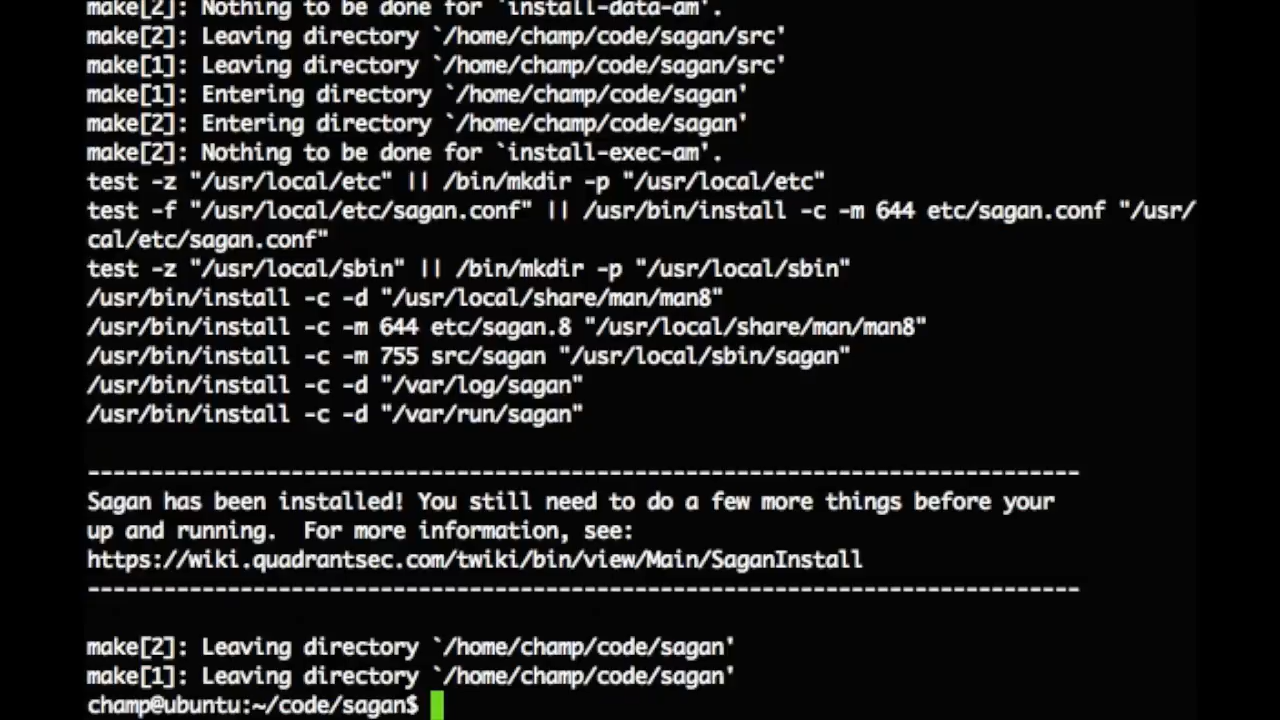 make[2]: Nothing to be done for `install-data-am'.
make[2]: Leaving directory `/home/champ/code/sagan/src'
make[1]: Leaving directory `/home/champ/code/sagan/src'
make[1]: Entering directory `/home/champ/code/sagan'
make[2]: Entering directory `/home/champ/code/sagan'
make[2]: Nothing to be done for `install-exec-am'.
test -z "/usr/local/etc" || /bin/mkdir -p "/usr/local/etc"
test -f "/usr/local/etc/sagan.conf" || /usr/bin/install -c -m 644 etc/sagan.conf "/usr/
cal/etc/sagan.conf"
test -z "/usr/local/sbin" || /bin/mkdir -p "/usr/local/sbin"
/usr/bin/install -c -d "/usr/local/share/man/man8"
/usr/bin/install -c -m 644 etc/sagan.8 "/usr/local/share/man/man8"
/usr/bin/install -c -m 755 src/sagan "/usr/local/sbin/sagan"
/usr/bin/install -c -d "/var/log/sagan"
/usr/bin/install -c -d "/var/run/sagan"
------------------------------------------------------------------------------
Sagan has been installed! You still need to do a few more things before your
up and running.  For more information, see:
https://wiki.quadrantsec.com/twiki/bin/view/Main/SaganInstall
------------------------------------------------------------------------------
make[2]: Leaving directory `/home/champ/code/sagan'
make[1]: Leaving directory `/home/champ/code/sagan'
champ@ubuntu:~/code/sagan$